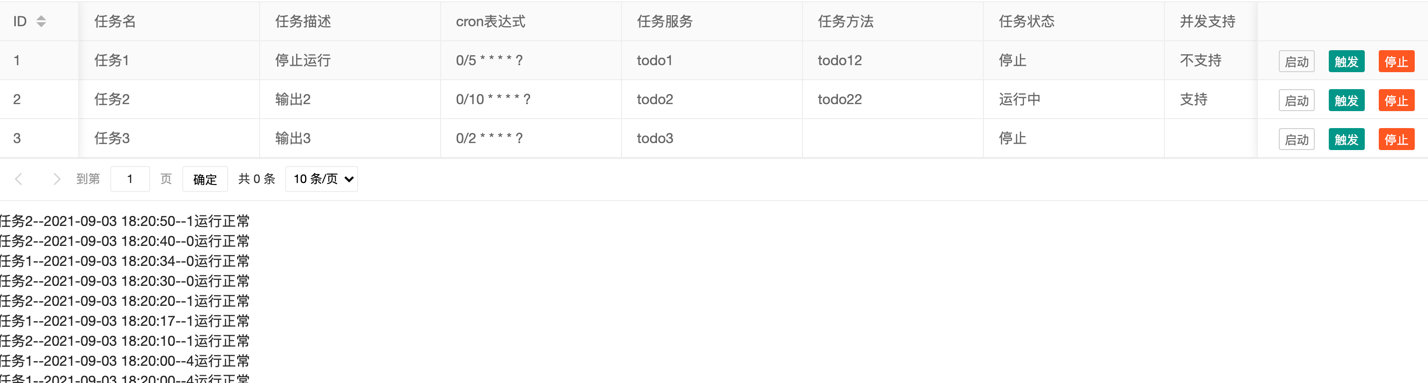 ID 任务名 任务描述 cron表达式 任务服务 任务方法 任务状态 并发支持
1 任务1 停止运行 0/5 * * * * ? todo1 todo12 停止 不支持 启动 触发 停止
2 任务2 输出2 0/10 * * * * ? todo2 todo22 运行中 支持 启动 触发 停止
3 任务3 输出3 0/2 * * * * ? todo3 停止 启动 触发 停止
到第 1 页 确定 共 0 条 10 条/页
任务2--2021-09-03 18:20:50--1运行正常
任务2--2021-09-03 18:20:40--0运行正常
任务1--2021-09-03 18:20:34--0运行正常
任务2--2021-09-03 18:20:30--0运行正常
任务2--2021-09-03 18:20:20--1运行正常
任务1--2021-09-03 18:20:17--1运行正常
任务2--2021-09-03 18:20:10--1运行正常
任务1--2021-09-03 18:20:00--4运行正常
任务1--2021-09-03 18:20:00--4运行正常